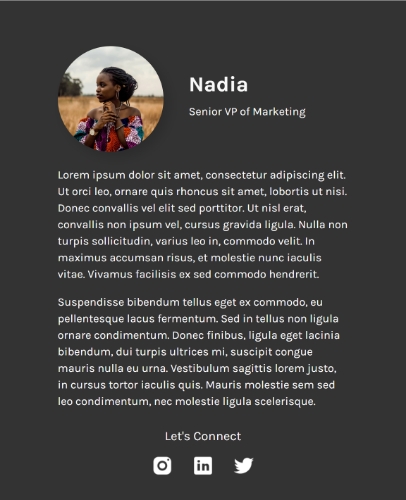 Nadia
Senior VP of Marketing
Lorem ipsum dolor sit amet, consectetur adipiscing elit.
Ut orci leo, ornare quis rhoncus sit amet, lobortis ut nisi.
Donec convallis vel elit sed porttitor. Ut nisl erat,
convallis non ipsum vel, cursus gravida ligula. Nulla non
turpis sollicitudin, varius leo in, commodo velit. In
maximus accumsan risus, et molestie nunc iaculis
vitae. Vivamus facilisis ex sed commodo hendrerit.
Suspendisse bibendum tellus eget ex commodo, eu
pellentesque lacus fermentum. Sed in tellus non ligula
ornare condimentum. Donec finibus, ligula eget lacinia
bibendum, dui turpis ultrices mi, suscipit congue
mauris nulla eu urna. Vestibulum sagittis lorem justo,
in cursus tortor iaculis quis. Mauris molestie sem sed
leo condimentum, nec molestie ligula scelerisque.
Let's Connect
in